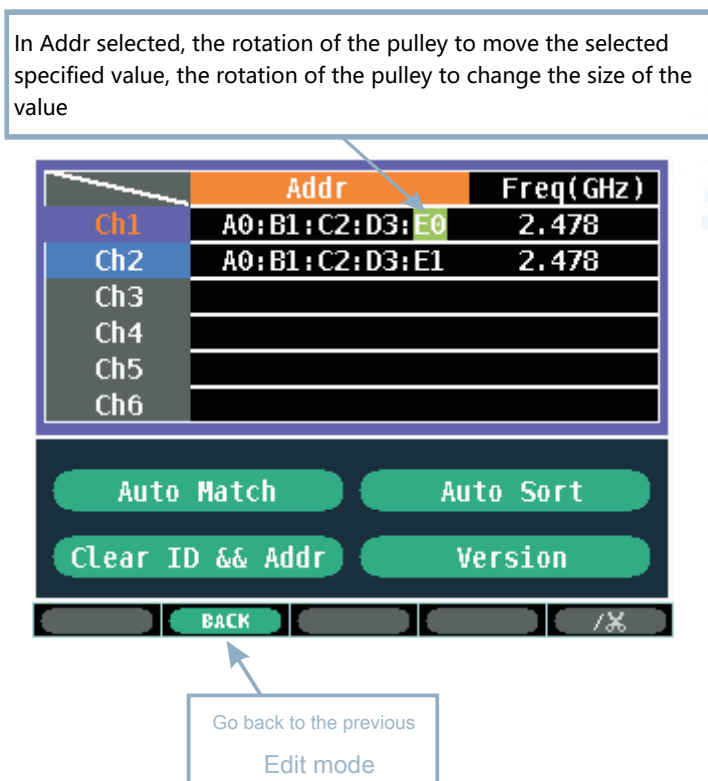 In Addr selected, the rotation of the pulley to move the selected
specified value, the rotation of the pulley to change the size of the
value
Addr Freq(GHz)
Ch1 A0:B1:C2:D3:E0 2.478
Ch2 A0:B1:C2:D3:E1 2.478
Ch3
Ch4
Ch5
Ch6
Auto Match Auto Sort
Clear ID && Addr Version
BACK /
Go back to the previous
Edit mode